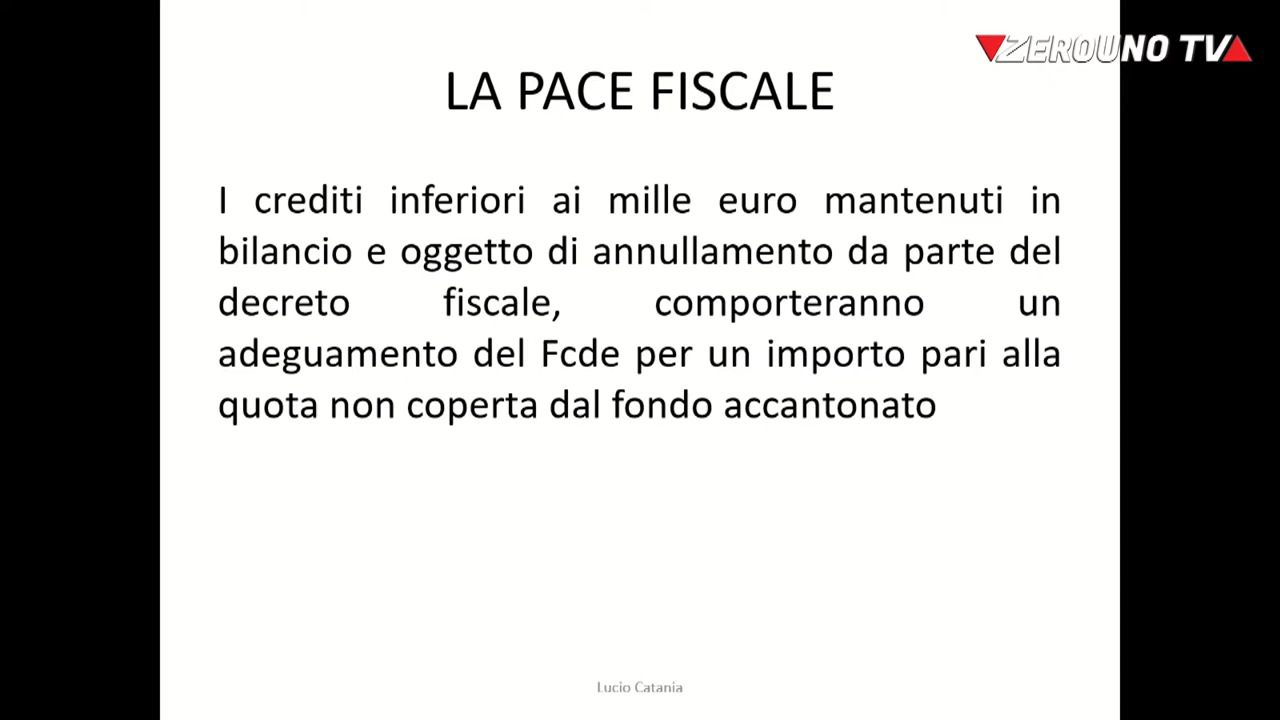 ZEROUNO TV
LA PACE FISCALE
I crediti inferiori ai mille euro mantenuti in
bilancio e oggetto di annullamento da parte del
decreto fiscale, comporteranno un
adeguamento del Fcde per un importo pari alla
quota non coperta dal fondo accantonato
Lucio Catania